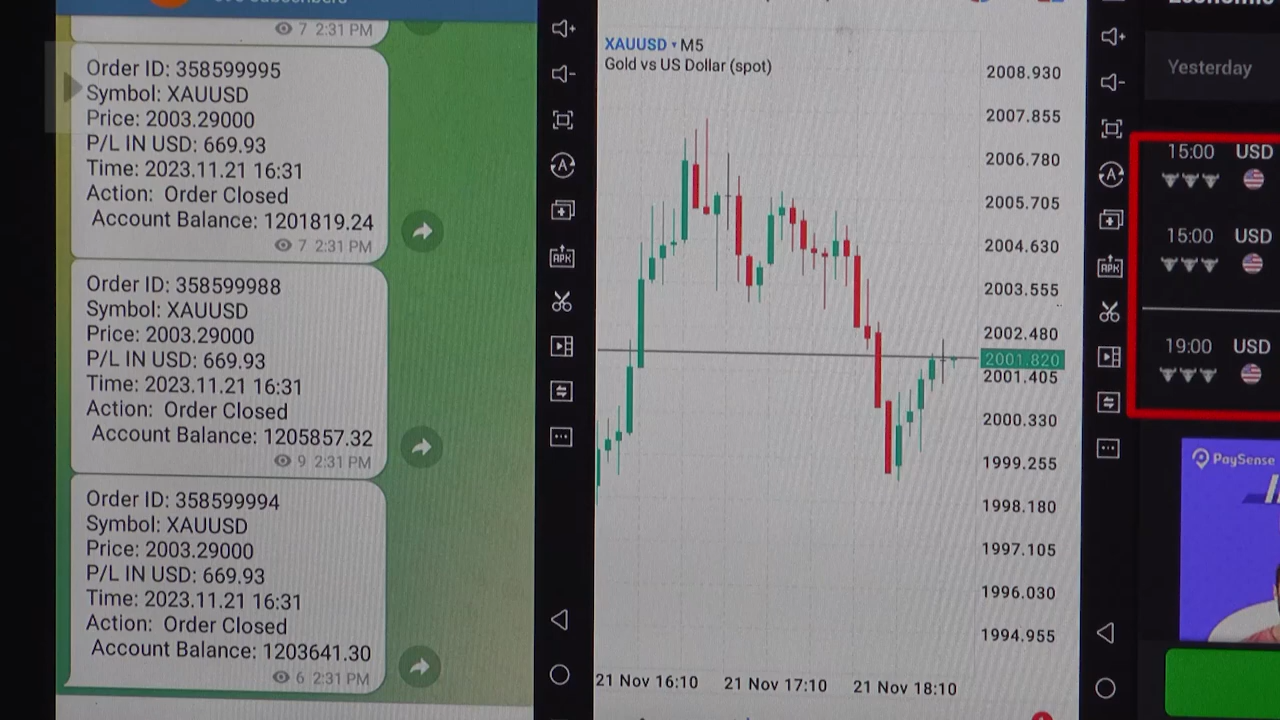 7 2:31 PM
Order ID: 358599995
Symbol: XAUUSD
Price: 2003.29000
P/L IN USD: 669.93
Time: 2023.11.21 16:31
Action: Order Closed
Account Balance: 1201819.24
7 2:31 PM
Order ID: 358599988
Symbol: XAUUSD
Price: 2003.29000
P/L IN USD: 669.93
Time: 2023.11.21 16:31
Action: Order Closed
Account Balance: 1205857.32
9 2:31 PM
Order ID: 358599994
Symbol: XAUUSD
Price: 2003.29000
P/L IN USD: 669.93
Time: 2023.11.21 16:31
Action: Order Closed
Account Balance: 1203641.30
6 2:31 PM
A
APK
XAUUSD M5
Gold vs US Dollar (spot)
2008.930
2007.855
2006.780
2005.705
2004.630
2003.555
2002.480
2001.820
2001.405
2000.330
1999.255
1998.180
1997.105
1996.030
1994.955
21 Nov 16:10 21 Nov 17:10 21 Nov 18:10
A
APK
Yesterday
15:00 USD
15:00 USD
19:00 USD
PaySense